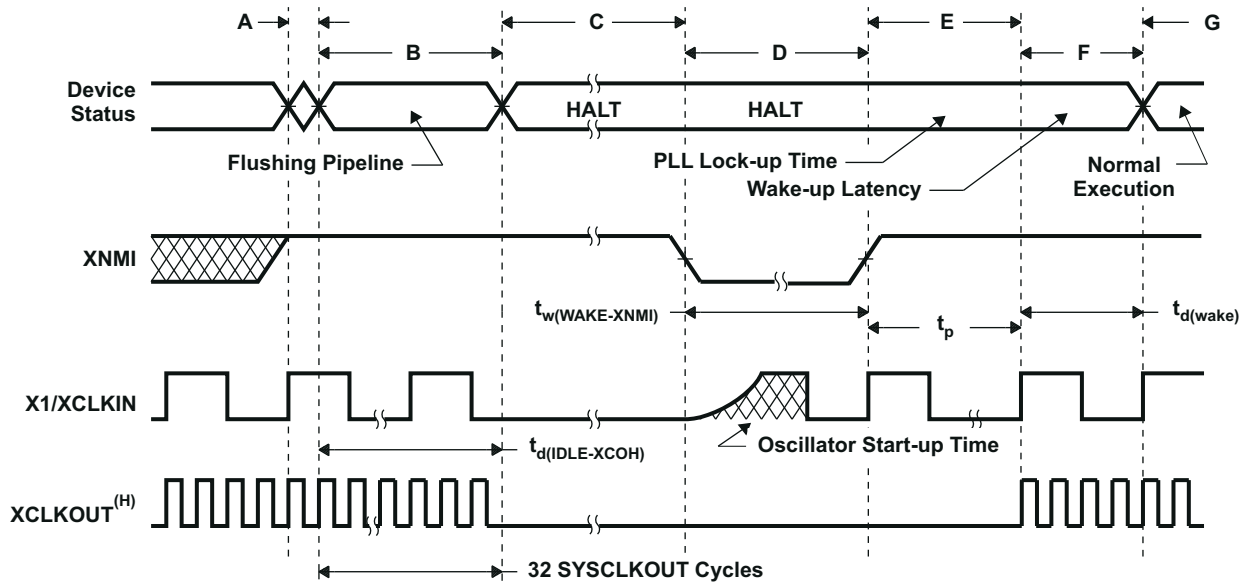 A
B
C
D
E
F
G
Device
Status
HALT
HALT
Flushing Pipeline
PLL Lock-up Time
Wake-up Latency
Normal
Execution
XNMI
tw(WAKE-XNMI)
tp
td(wake)
X1/XCLKIN
Oscillator Start-up Time
td(IDLE-XCOH)
XCLKOUT(H)
32 SYSCLKOUT Cycles